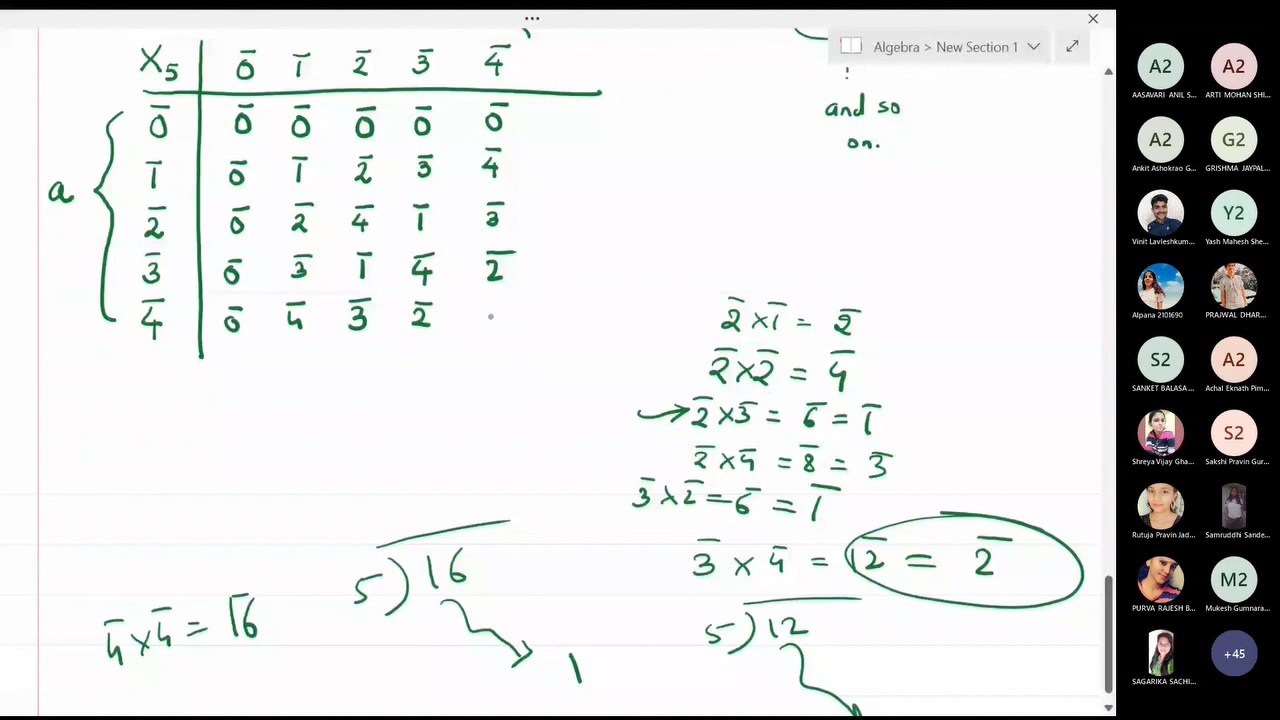 Algebra > New Section 1
×₅ 0̄ 1̄ 2̄ 3̄ 4̄
0̄ 0̄ 0̄ 0̄ 0̄ 0̄
1̄ 0̄ 1̄ 2̄ 3̄ 4̄
2̄ 0̄ 2̄ 4̄ 1̄ 3̄
3̄ 0̄ 3̄ 1̄ 4̄ 2̄
4̄ 0̄ 4̄ 3̄ 2̄
a
and so
on.
2̄ × 1̄ = 2̄
2̄ × 2̄ = 4̄
→ 2̄ × 3̄ = 6̄ = 1̄
2̄ × 4̄ = 8̄ = 3̄
3̄ × 2̄ = 6̄ = 1̄
3̄ × 4̄ = 1̄2̄ = 2̄
5)12
5)16
1
4̄ × 4̄ = 1̄6̄
A2
AASAVARI ANIL S...
A2
ARTI MOHAN SHI...
A2
Ankit Ashokrao G...
G2
GRISHMA JAYPAL...
Vinit Lavleshkum...
Y2
Yash Mahesh She...
Alpana 2101690
PRAJWAL DHAR...
S2
SANKET BALASA...
A2
Achal Eknath Pim...
Shreya Vijay Gha...
S2
Sakshi Pravin Gur...
Rutuja Pravin Jad...
Samruddhi Sande...
PURVA RAJESH B...
M2
Mukesh Gumnara...
SAGARIKA SACHI...
+45